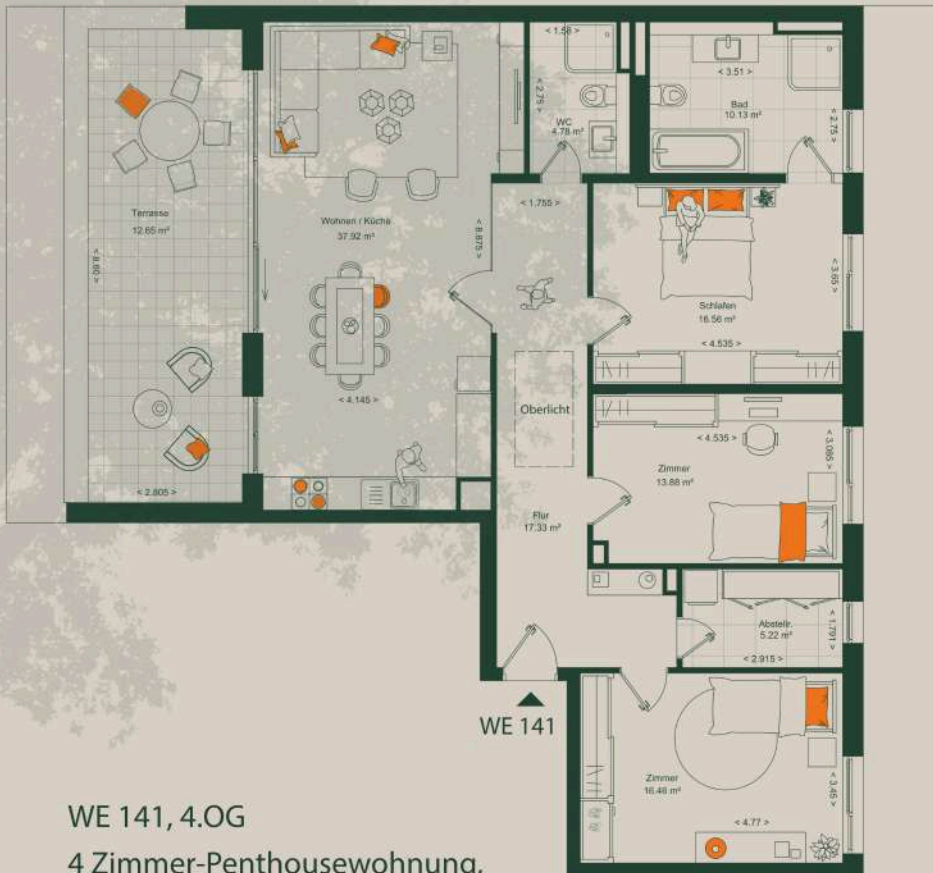 < 1.58 >
< 2.75 >
WC
4.78 m²
< 3.51 >
Bad
10.13 m²
< 2.75 >
Terrasse
12.65 m²
< 8.60 >
< 2.805 >
Wohnen / Küche
37.92 m²
< 8.875 >
< 4.145 >
< 1.755 >
Schlafen
16.56 m²
< 4.535 >
< 3.65 >
Oberlicht
< 4.535 >
< 3.085 >
Zimmer
13.88 m²
Flur
17.33 m²
Abstellr.
5.22 m²
< 2.915 >
< 1.791 >
WE 141
Zimmer
16.46 m²
< 4.77 >
< 3.45 >
WE 141, 4.OG
4 Zimmer-Penthousewohnung,